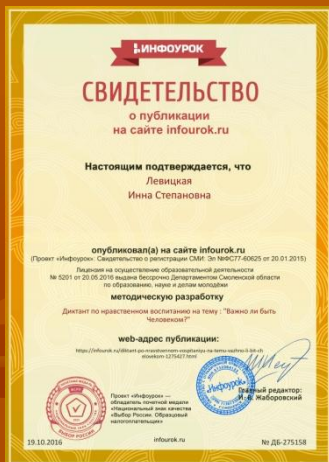 ИНФОУРОК
СВИДЕТЕЛЬСТВО
о публикации
на сайте infourok.ru
Настоящим подтверждается, что
Левицкая
Инна Степановна
опубликовал(а) на сайте infourok.ru
(Проект «Инфоурок»: Свидетельство о регистрации СМИ: Эл №ФС77-60625 от 20.01.2015)
Лицензия на осуществление образовательной деятельности
№ 5201 от 20.05.2016 выдана бессрочно Департаментом Смоленской области
по образованию, науке и делам молодёжи
методическую разработку
Диктант по нравственном воспитанию на тему : "Важно ли быть
Человеком?"
web-адрес публикации:
Проект «Инфоурок» —
обладатель почетной медали
«Национальный знак качества
«Выбор России. Образцовый
налогоплательщик»
Инфоурок
Главный редактор:
И. В. Жаборовский
ВЫБОР РОССИИ
19.10.2016
infourok.ru
№ ДБ-275158